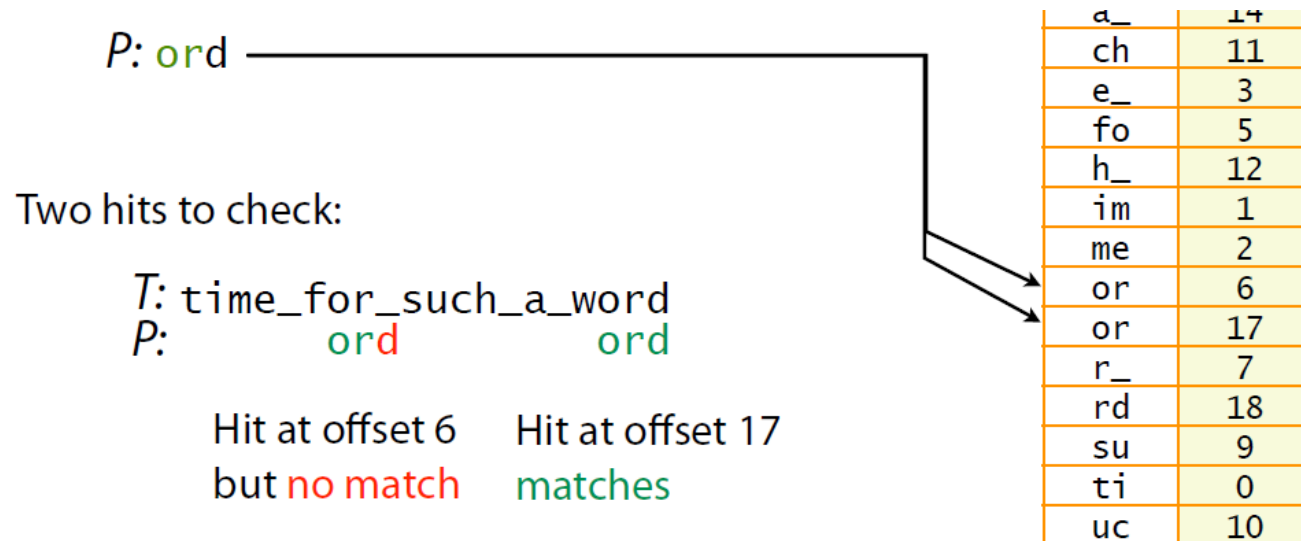 P: ord
Two hits to check:
T: time_for_such_a_word
P: ord ord
Hit at offset 6 Hit at offset 17
but no match matches
a_ 14
ch 11
e_ 3
fo 5
h_ 12
im 1
me 2
or 6
or 17
r_ 7
rd 18
su 9
ti 0
uc 10